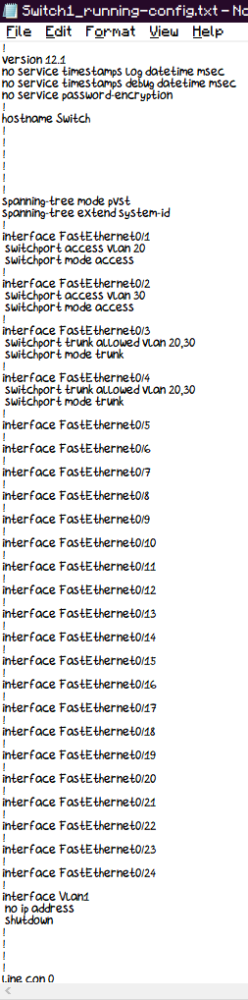 Switch1_running-config.txt - No
File Edit Format View Help
!
version 12.1
no service timestamps log datetime msec
no service timestamps debug datetime msec
no service password-encryption
!
hostname Switch
!
!
!
!
!
!
spanning-tree mode pvst
spanning-tree extend system-id
!
interface FastEthernet0/1
switchport access vlan 20
switchport mode access
!
interface FastEthernet0/2
switchport access vlan 30
switchport mode access
!
interface FastEthernet0/3
switchport trunk allowed vlan 20,30
switchport mode trunk
!
interface FastEthernet0/4
switchport trunk allowed vlan 20,30
switchport mode trunk
!
interface FastEthernet0/5
!
interface FastEthernet0/6
!
interface FastEthernet0/7
!
interface FastEthernet0/8
!
interface FastEthernet0/9
!
interface FastEthernet0/10
!
interface FastEthernet0/11
!
interface FastEthernet0/12
!
interface FastEthernet0/13
!
interface FastEthernet0/14
!
interface FastEthernet0/15
!
interface FastEthernet0/16
!
interface FastEthernet0/17
!
interface FastEthernet0/18
!
interface FastEthernet0/19
!
interface FastEthernet0/20
!
interface FastEthernet0/21
!
interface FastEthernet0/22
!
interface FastEthernet0/23
!
interface FastEthernet0/24
!
interface Vlan1
no ip address
shutdown
!
!
!
!
line con 0